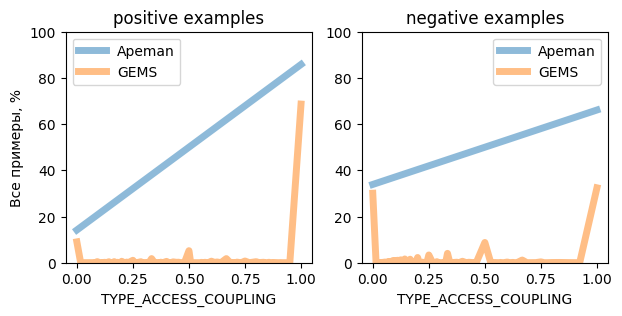 positive examples
negative examples
Все примеры, %
100
80
60
40
20
0
Apeman
GEMS
0.00 0.25 0.50 0.75 1.00
TYPE_ACCESS_COUPLING
100
80
60
40
20
0
Apeman
GEMS
0.00 0.25 0.50 0.75 1.00
TYPE_ACCESS_COUPLING